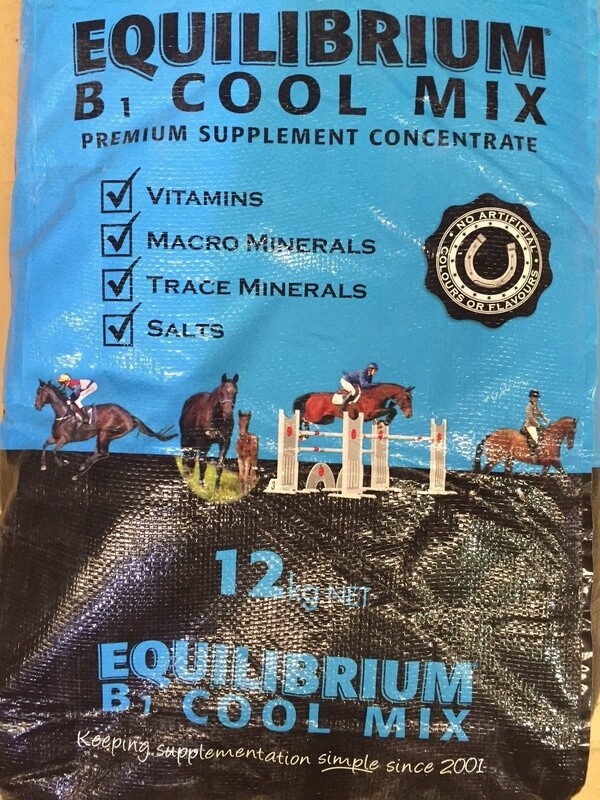 EQUILIBRIUM®
B1 COOL MIX
PREMIUM SUPPLEMENT CONCENTRATE
VITAMINS
MACRO MINERALS
TRACE MINERALS
SALTS
NO ARTIFICIAL
COLOURS OR FLAVOURS
12kg NET
EQUILIBRIUM
B1 COOL MIX
Keeping supplementation simple since 2001